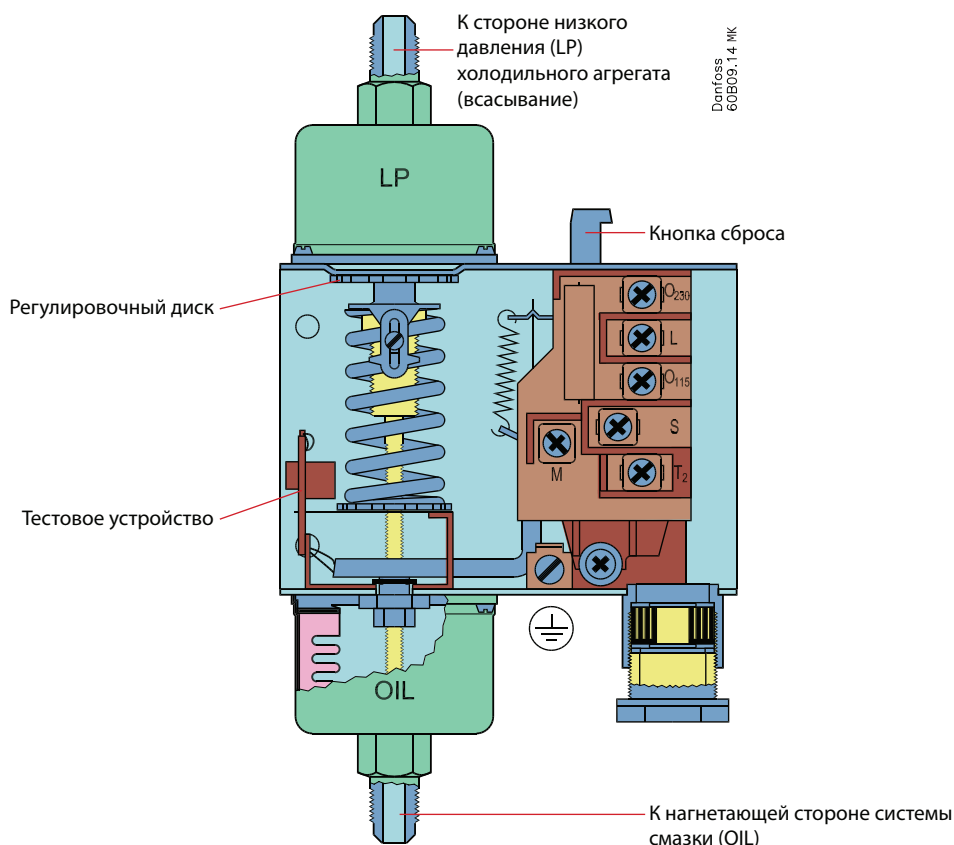 К стороне низкого
давления (LP)
холодильного агрегата
(всасывание)
Danfoss
60B09.14 МК
LP
Кнопка сброса
Регулировочный диск
O230
L
O115
S
M
T2
Тестовое устройство
OIL
К нагнетающей стороне системы
смазки (OIL)